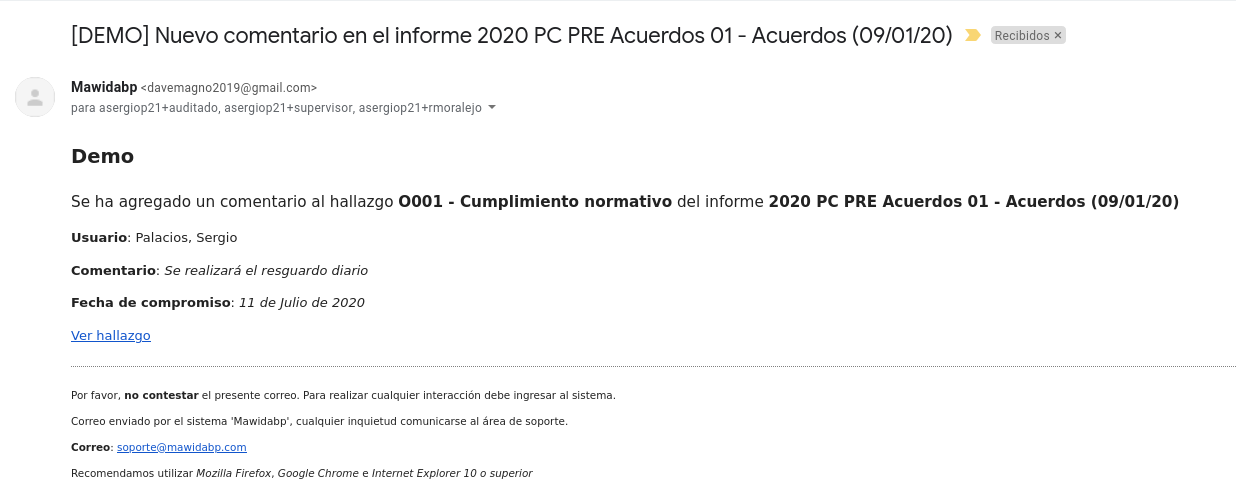 [DEMO] Nuevo comentario en el informe 2020 PC PRE Acuerdos 01 - Acuerdos (09/01/20) Recibidos ×
Mawidabp <davemagno2019@gmail.com>
para asergiop21+auditado, asergiop21+supervisor, asergiop21+rmoralejo
Demo
Se ha agregado un comentario al hallazgo O001 - Cumplimiento normativo del informe 2020 PC PRE Acuerdos 01 - Acuerdos (09/01/20)
Usuario: Palacios, Sergio
Comentario: Se realizará el resguardo diario
Fecha de compromiso: 11 de Julio de 2020
Ver hallazgo
Por favor, no contestar el presente correo. Para realizar cualquier interacción debe ingresar al sistema.
Correo enviado por el sistema 'Mawidabp', cualquier inquietud comunicarse al área de soporte.
Correo: soporte@mawidabp.com
Recomendamos utilizar Mozilla Firefox, Google Chrome e Internet Explorer 10 o superior